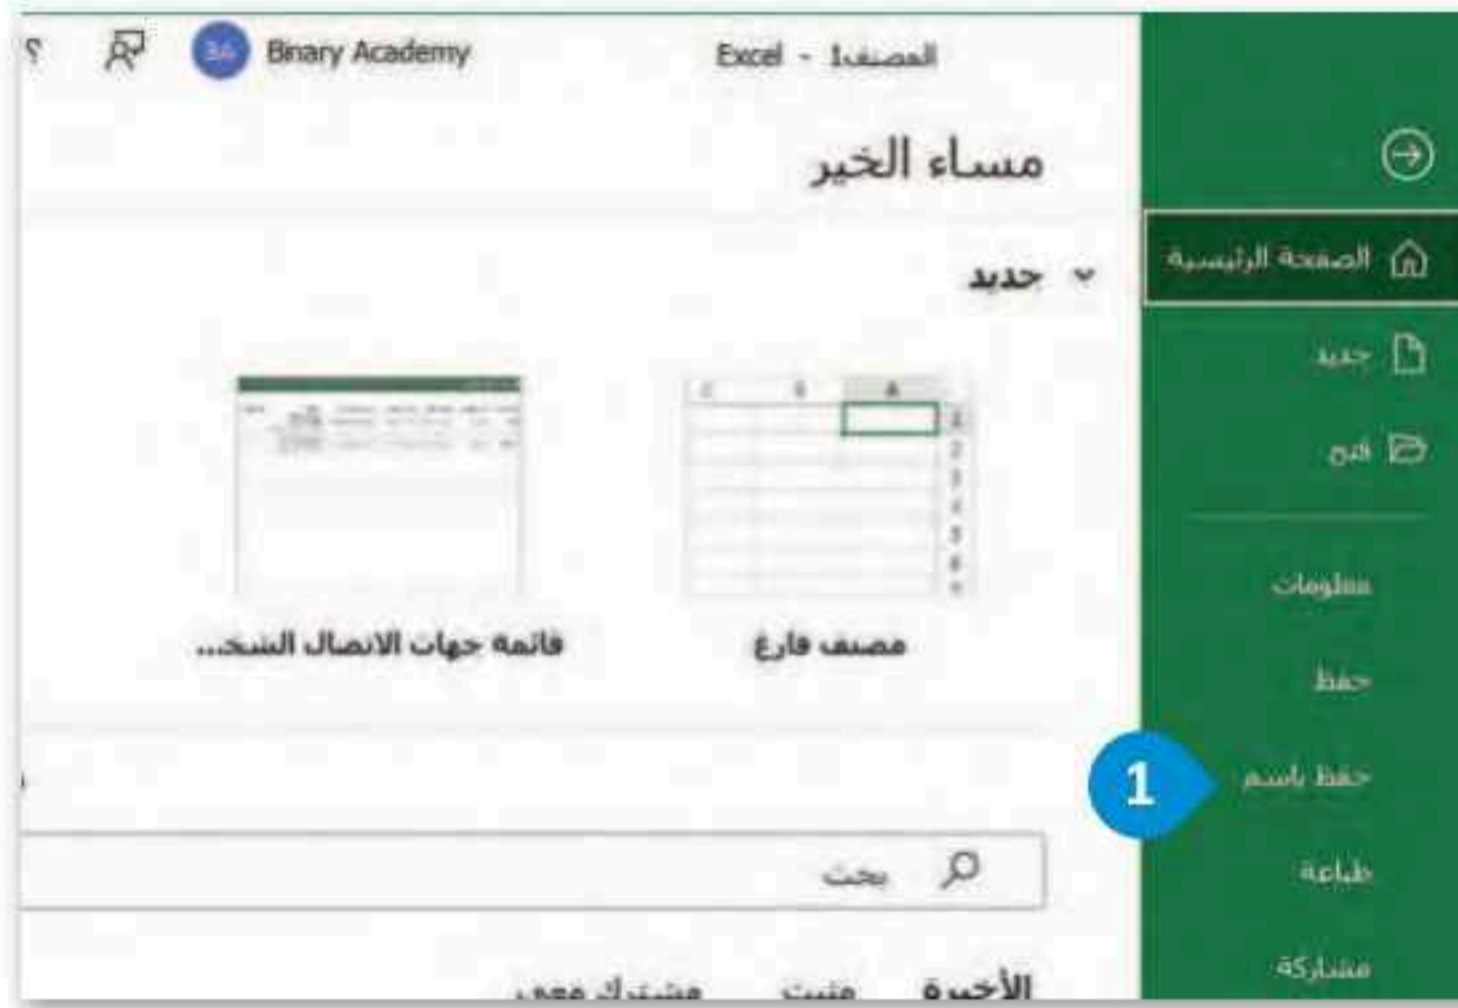 المصنف1 - Excel
Binary Academy
؟
مساء الخير
جديد
C B A
مصنف فارغ
قائمة جهات الاتصال الشخ...
بحث
الأخيرة
مثبت
مشترك معي
الصفحة الرئيسية
جديد
فتح
معلومات
حفظ
حفظ باسم
1
طباعة
مشاركة